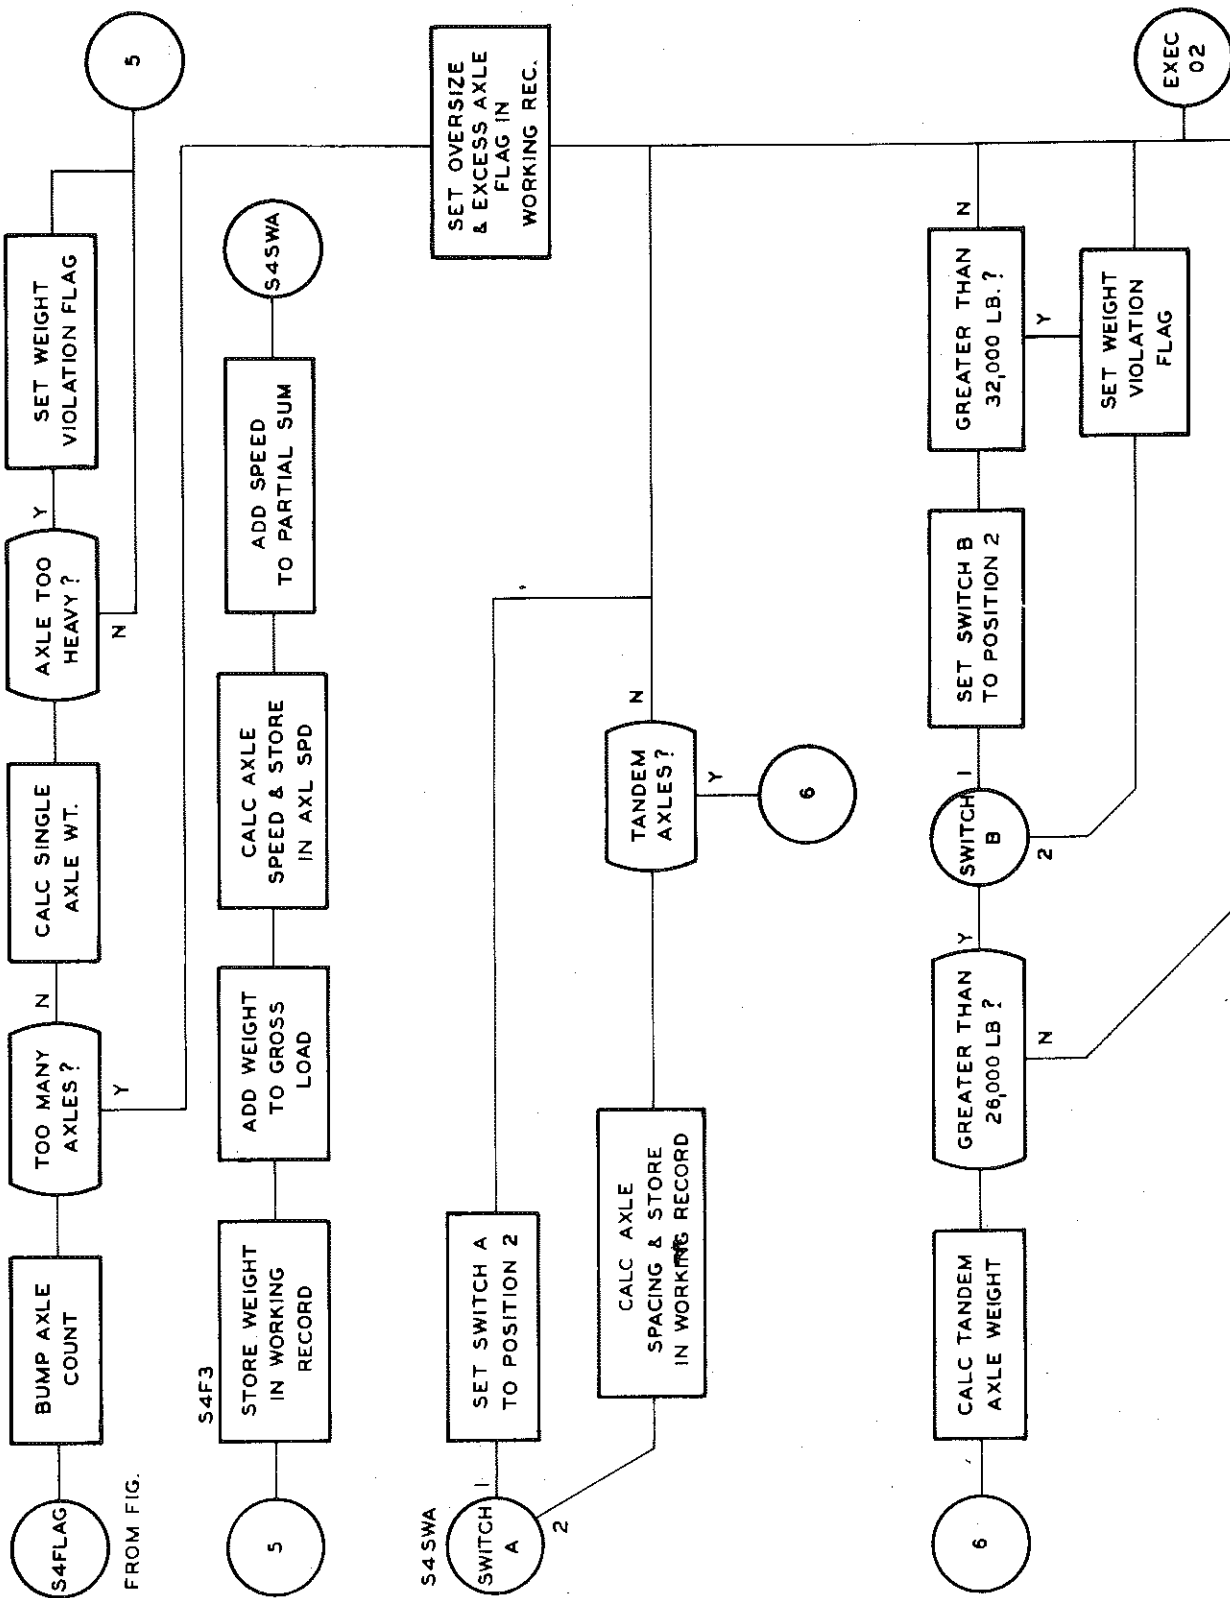 S4FLAG
FROM FIG.
BUMP AXLE
COUNT
TOO MANY
AXLES?
N
Y
CALC SINGLE
AXLE WT.
AXLE TOO
HEAVY?
Y
N
SET WEIGHT
VIOLATION FLAG
5
5
S4F3
STORE WEIGHT
IN WORKING
RECORD
ADD WEIGHT
TO GROSS
LOAD
CALC AXLE
SPEED & STORE
IN AXL SPD
ADD SPEED
TO PARTIAL SUM
S4SWA
SET OVERSIZE
& EXCESS AXLE
FLAG IN
WORKING REC.
S4SWA
SWITCH
A
1
2
SET SWITCH A
TO POSITION 2
CALC AXLE
SPACING & STORE
IN WORKING RECORD
TANDEM
AXLES?
N
Y
6
6
CALC TANDEM
AXLE WEIGHT
GREATER THAN
26,000 LB?
Y
N
SWITCH
B
1
2
SET SWITCH B
TO POSITION 2
GREATER THAN
32,000 LB.?
N
Y
SET WEIGHT
VIOLATION
FLAG
EXEC
02